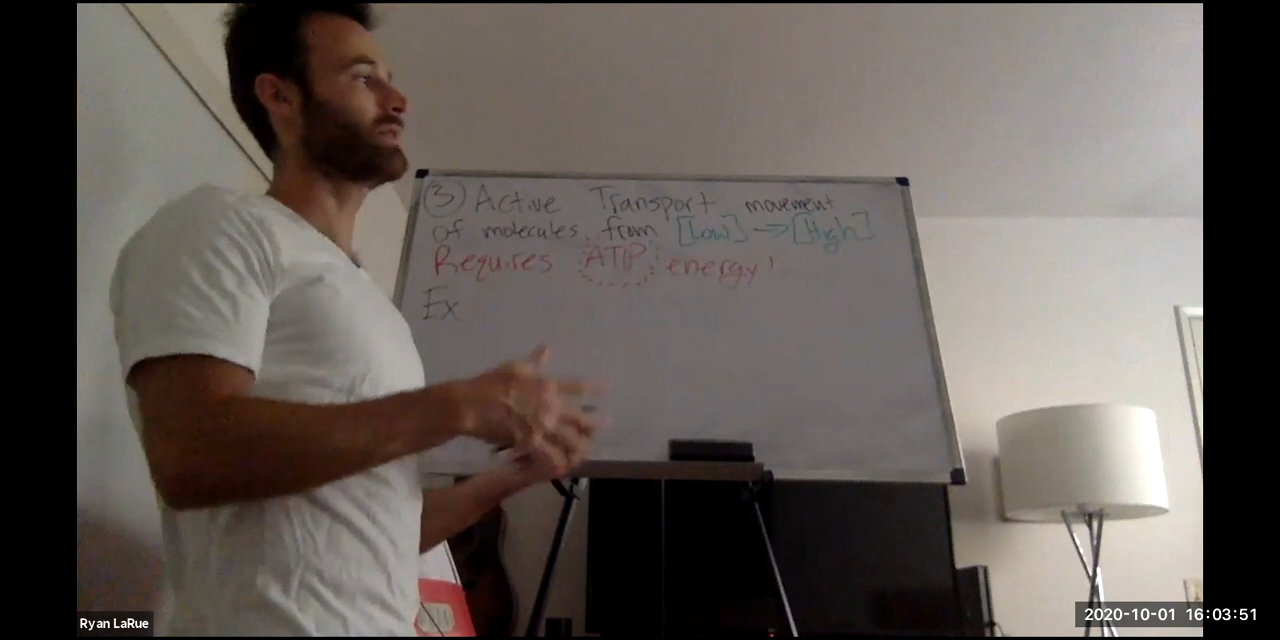 ③ Active Transport movement
of molecules from [Low] → [High]
Requires ATP energy!
Ex
Ryan LaRue
2020-10-01 16:03:51